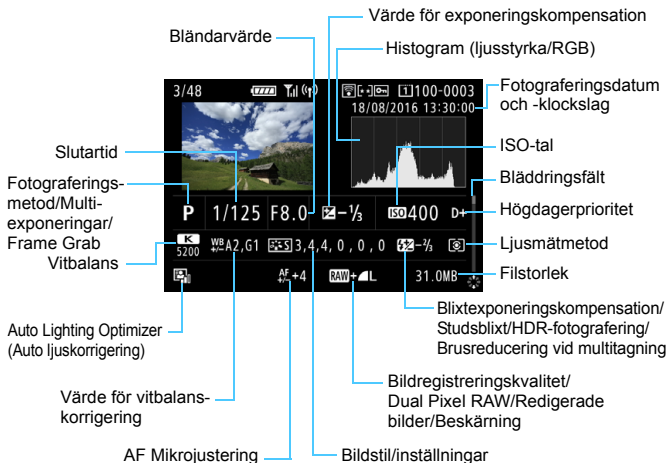 Värde för exponeringskompensation
Bländarvärde
Histogram (ljusstyrka/RGB)
3/48
100-0003
18/08/2016 13:30:00
Fotograferingsdatum
och -klockslag
Slutartid
ISO-tal
Fotograferings-
metod/Multi-
exponeringar/
Frame Grab
Bläddringsfält
P 1/125 F8.0 -⅓ ISO 400 D+
Högdagerprioritet
Vitbalans
K
5200
WB
+/- A2,G1
S 3,4,4,0,0,0
-⅔
Ljusmätmetod
AF
+/- +4
RAW+L
31.0MB
Filstorlek
Auto Lighting Optimizer
(Auto ljuskorrigering)
Blixtexponeringskompensation/
Studsblixt/HDR-fotografering/
Brusreducering vid multitagning
Värde för vitbalans-
korrigering
Bildregistreringskvalitet/
Dual Pixel RAW/Redigerade
bilder/Beskärning
AF Mikrojustering
Bildstil/inställningar